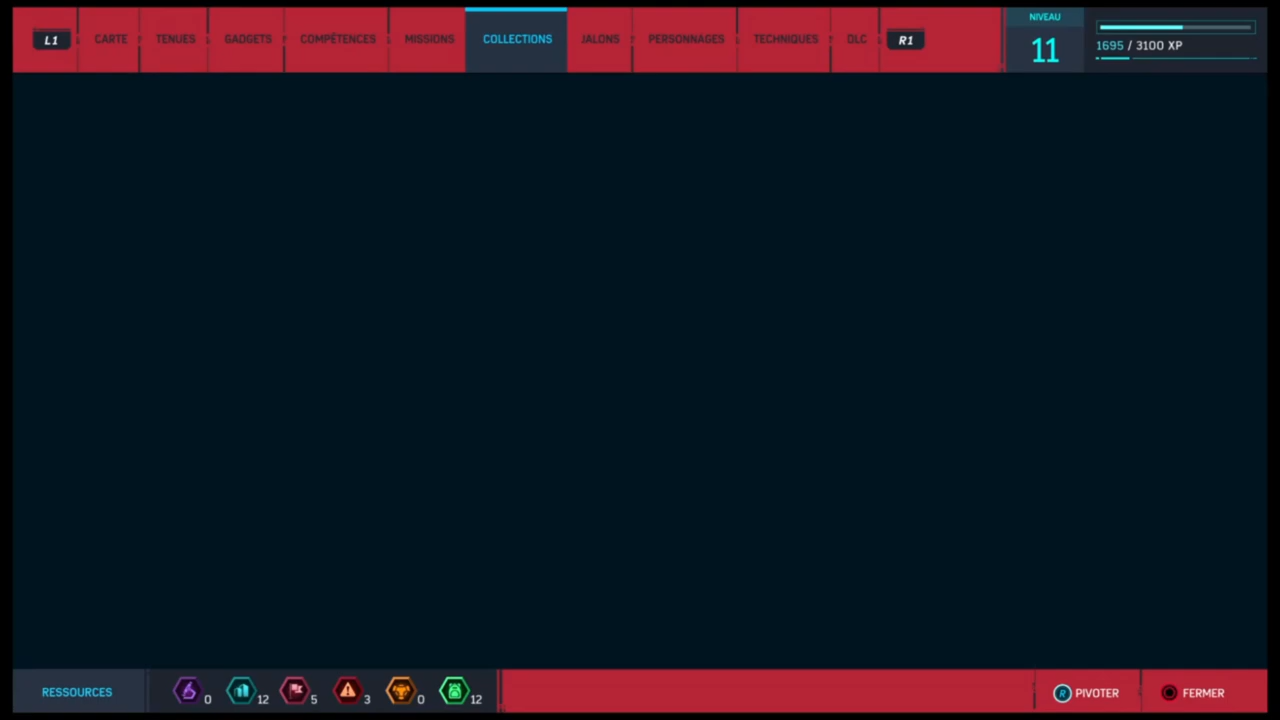 L1 CARTE TENUES GADGETS COMPÉTENCES MISSIONS COLLECTIONS JALONS PERSONNAGES TECHNIQUES DLC R1
NIVEAU
11
1695 / 3100 XP
RESSOURCES 0 12 5 3 0 12 R PIVOTER FERMER